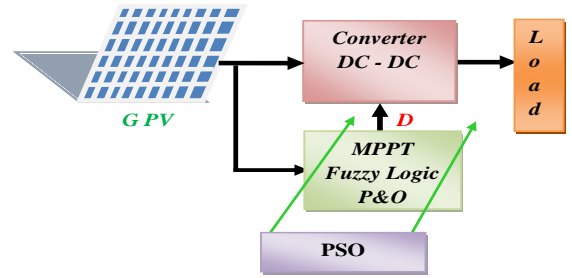 G PV
Converter
DC - DC
L
o
a
d
D
MPPT
Fuzzy Logic
P&O
PSO